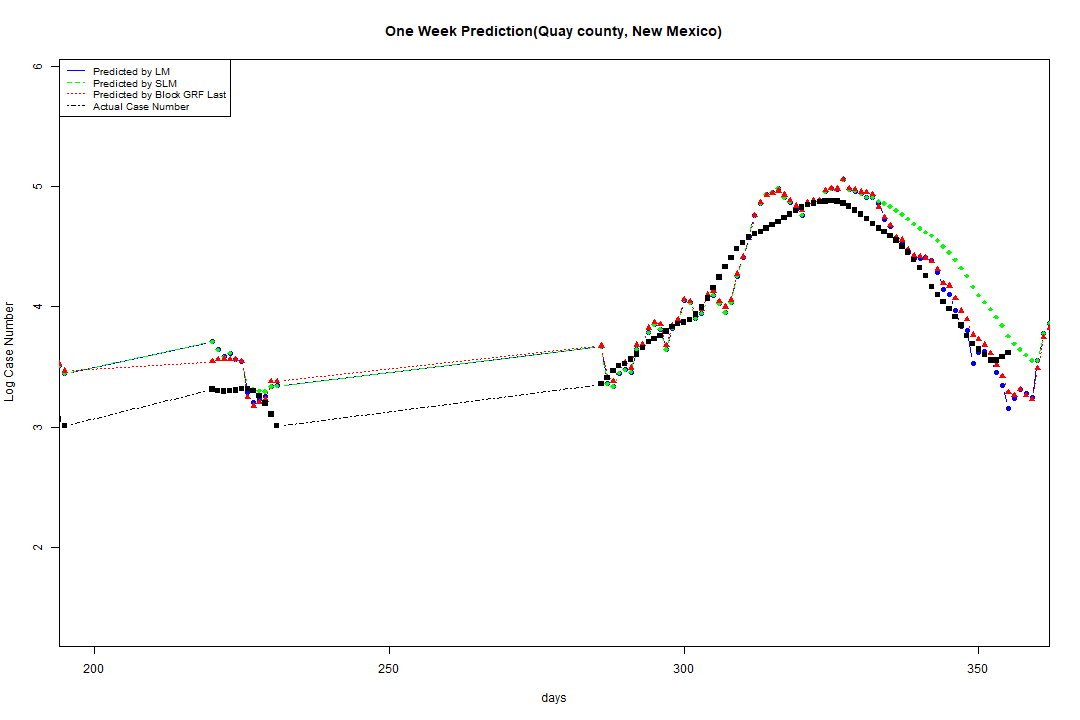 One Week Prediction(Quay county, New Mexico)
Predicted by LM
Predicted by SLM
Predicted by Block GRF Last
Actual Case Number
6
5
4
3
2
Log Case Number
200 250 300 350
days